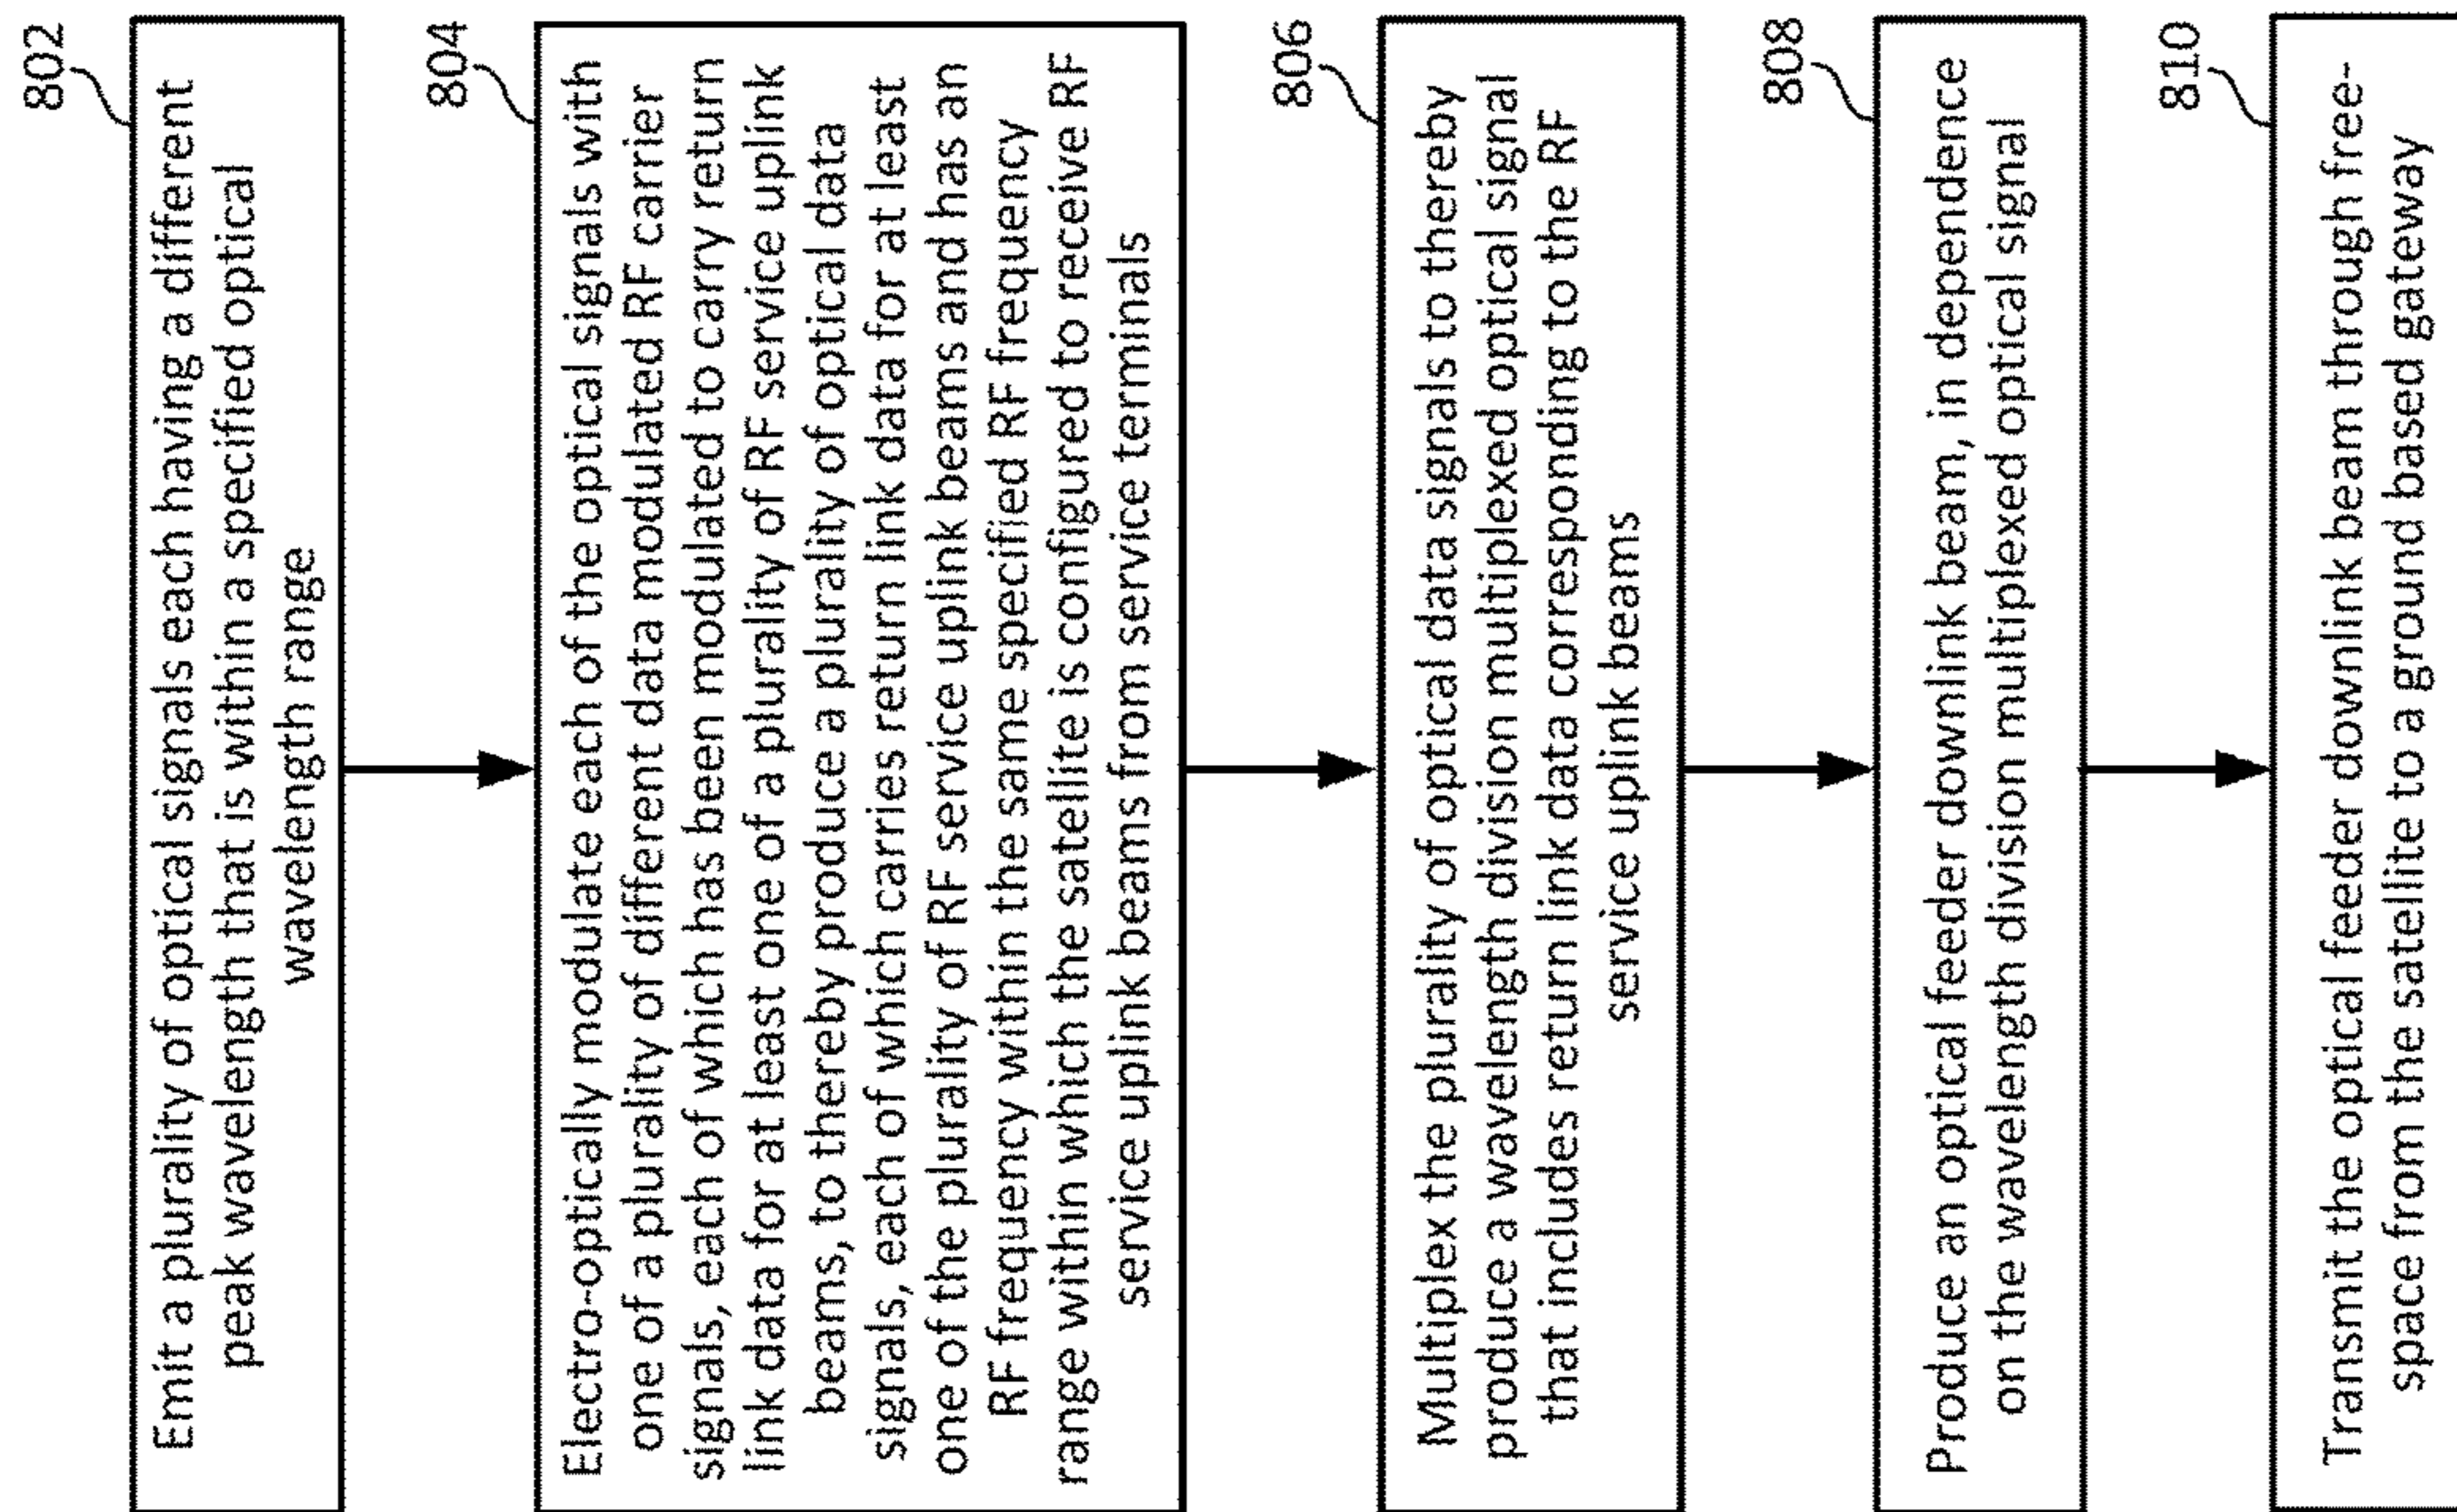 802
Emit a plurality of optical signals each having a different
peak wavelength that is within a specified optical
wavelength range
804
Electro-optically modulate each of the optical signals with
one of a plurality of different data modulated RF carrier
signals, each of which has been modulated to carry return
link data for at least one of a plurality of RF service uplink
beams, to thereby produce a plurality of optical data
signals, each of which carries return link data for at least
one of the plurality of RF service uplink beams and has an
RF frequency within the same specified RF frequency
range within which the satellite is configured to receive RF
service uplink beams from service terminals
806
Multiplex the plurality of optical data signals to thereby
produce a wavelength division multiplexed optical signal
that includes return link data corresponding to the RF
service uplink beams
808
Produce an optical feeder downlink beam, in dependence
on the wavelength division multiplexed optical signal
810
Transmit the optical feeder downlink beam through free-
space from the satellite to a ground based gateway